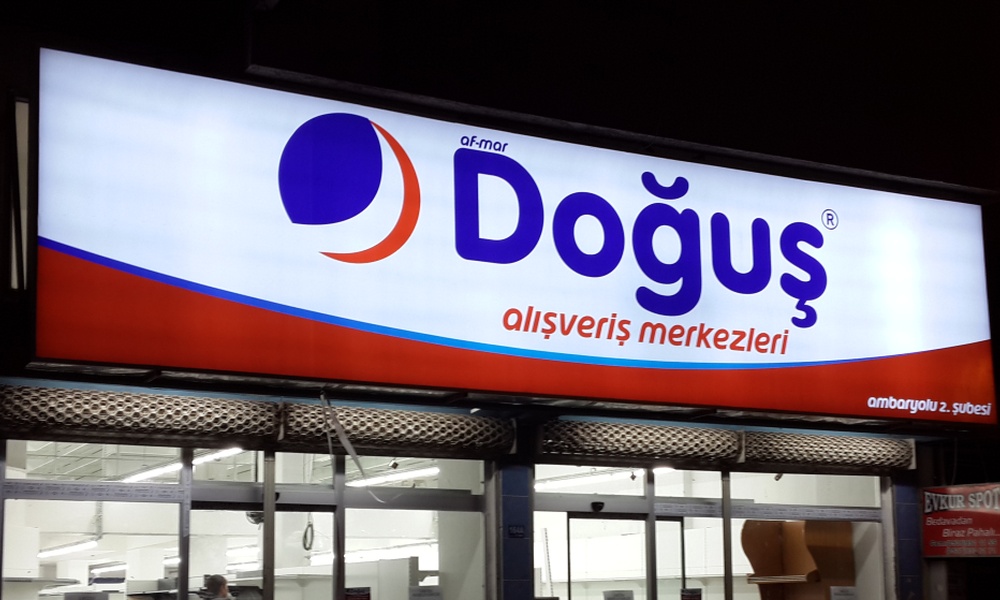 af-mar
Doğuş®
alışveriş merkezleri
ambaryolu 2. şubesi
EVKUR SPOT
Bedavadan
Biraz Pahalı...